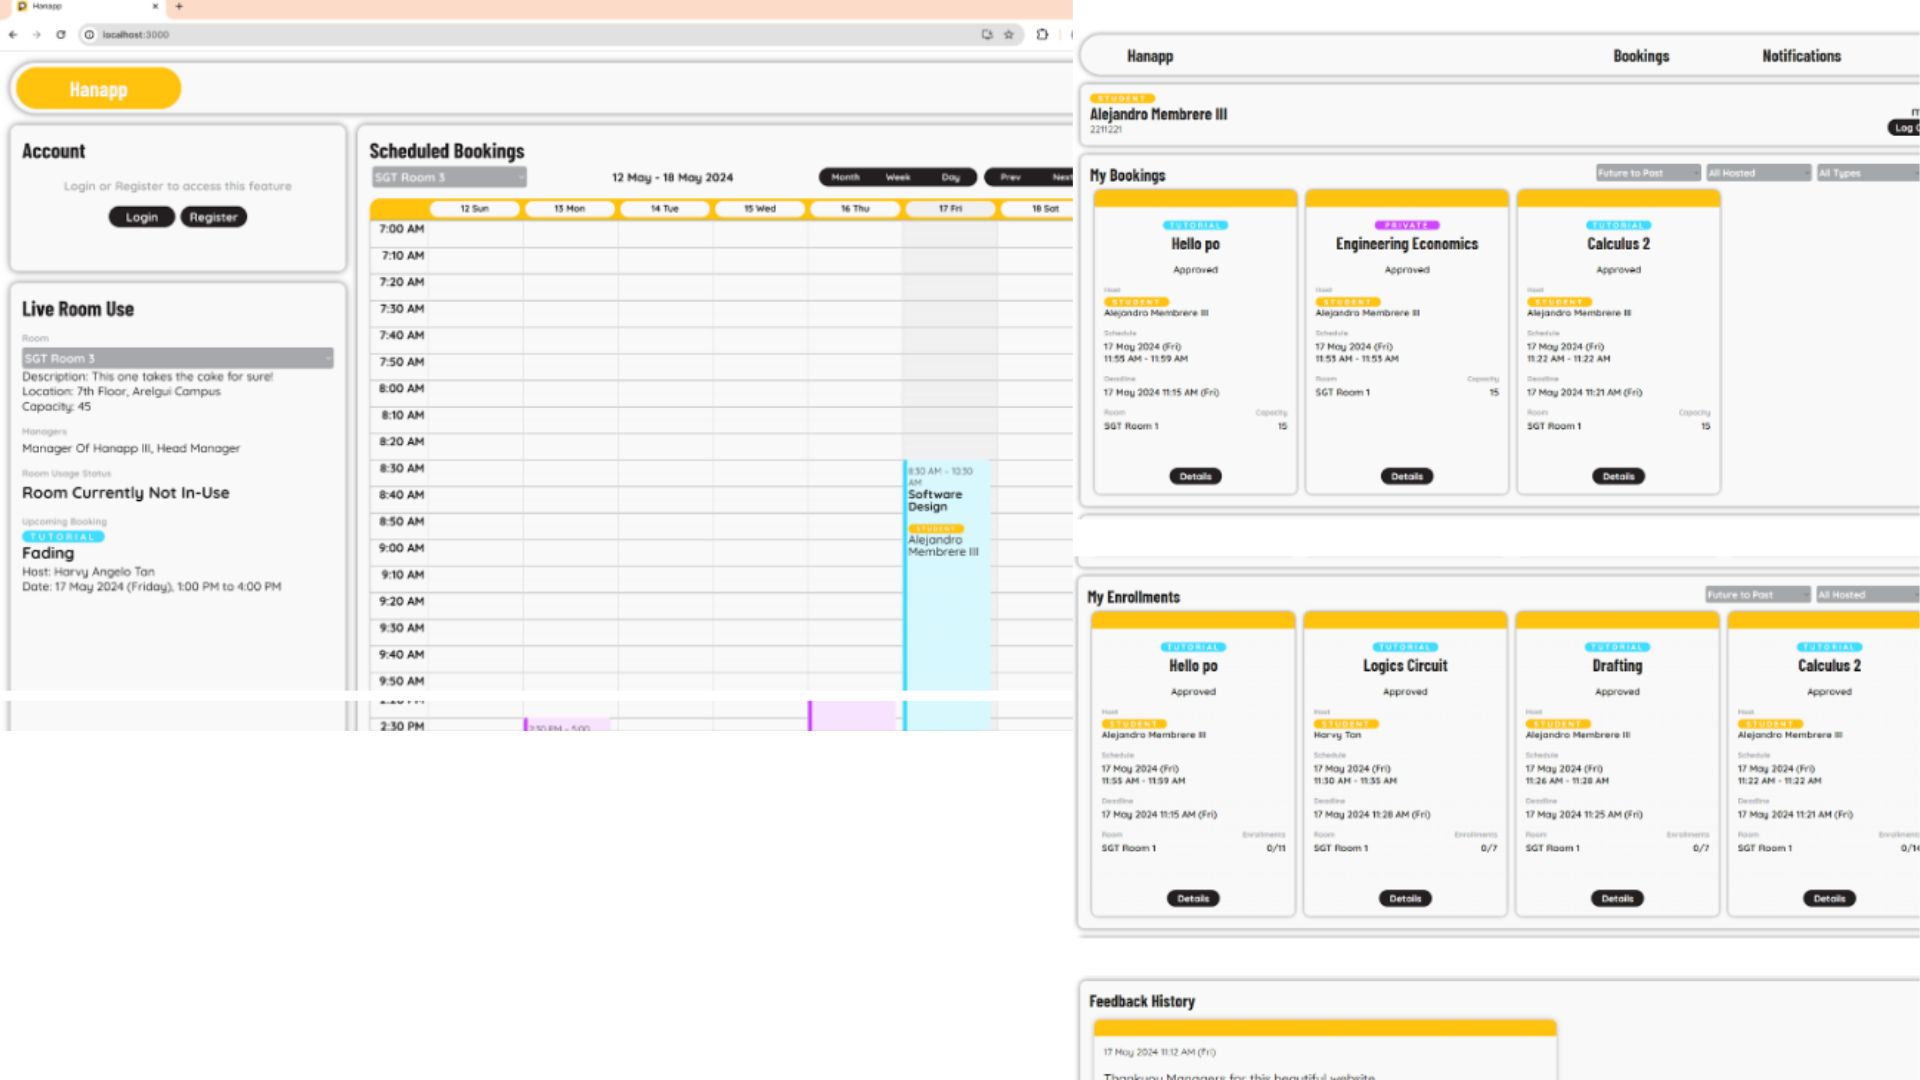 Hanapp
localhost:3000
Hanapp
Account
Login or Register to access this feature
Login Register
Live Room Use
Room
SGT Room 3
Description: This one takes the cake for sure!
Location: 7th Floor, Arelgui Campus
Capacity: 45
Managers
Manager Of Hanapp III, Head Manager
Room Usage Status
Room Currently Not In-Use
Upcoming Booking
TUTORIAL
Fading
Host: Harvy Angelo Tan
Date: 17 May 2024 (Friday), 1:00 PM to 4:00 PM
Scheduled Bookings
SGT Room 3 12 May - 18 May 2024 Month Week Day Prev Next
12 Sun 13 Mon 14 Tue 15 Wed 16 Thu 17 Fri 18 Sat
7:00 AM
7:10 AM
7:20 AM
7:30 AM
7:40 AM
7:50 AM
8:00 AM
8:10 AM
8:20 AM
8:30 AM
8:40 AM
8:50 AM
9:00 AM
9:10 AM
9:20 AM
9:30 AM
9:40 AM
9:50 AM
2:30 PM
8:30 AM - 10:30
AM
Software
Design
STUDENT
Alejandro
Membrere III
2:30 PM - 5:00
Hanapp Bookings Notifications
STUDENT
Alejandro Membrere III
2211221
Log
My Bookings Future to Past All Hosted All Types
TUTORIAL
Hello po
Approved
Host
STUDENT
Alejandro Membrere III
Schedule
17 May 2024 (Fri)
11:55 AM - 11:59 AM
Deadline
17 May 2024 11:15 AM (Fri)
Room Capacity
SGT Room 1 15
Details
PRIVATE
Engineering Economics
Approved
Host
STUDENT
Alejandro Membrere III
Schedule
17 May 2024 (Fri)
11:53 AM - 11:53 AM
Room Capacity
SGT Room 1 15
Details
TUTORIAL
Calculus 2
Approved
Host
STUDENT
Alejandro Membrere III
Schedule
17 May 2024 (Fri)
11:22 AM - 11:22 AM
Deadline
17 May 2024 11:21 AM (Fri)
Room Capacity
SGT Room 1 15
Details
My Enrollments Future to Past All Hosted
TUTORIAL
Hello po
Approved
Host
STUDENT
Alejandro Membrere III
Schedule
17 May 2024 (Fri)
11:55 AM - 11:59 AM
Deadline
17 May 2024 11:15 AM (Fri)
Room Enrollments
SGT Room 1 0/11
Details
TUTORIAL
Logics Circuit
Approved
Host
STUDENT
Harvy Tan
Schedule
17 May 2024 (Fri)
11:30 AM - 11:35 AM
Deadline
17 May 2024 11:28 AM (Fri)
Room Enrollments
SGT Room 1 0/7
Details
TUTORIAL
Drafting
Approved
Host
STUDENT
Alejandro Membrere III
Schedule
17 May 2024 (Fri)
11:26 AM - 11:28 AM
Deadline
17 May 2024 11:25 AM (Fri)
Room Enrollments
SGT Room 1 0/7
Details
TUTORIAL
Calculus 2
Approved
Host
STUDENT
Alejandro Membrere III
Schedule
17 May 2024 (Fri)
11:22 AM - 11:22 AM
Deadline
17 May 2024 11:21 AM (Fri)
Room Enrollments
SGT Room 1 0/14
Details
Feedback History
17 May 2024 11:12 AM (Fri)
Thankupu Managers for this beautiful website